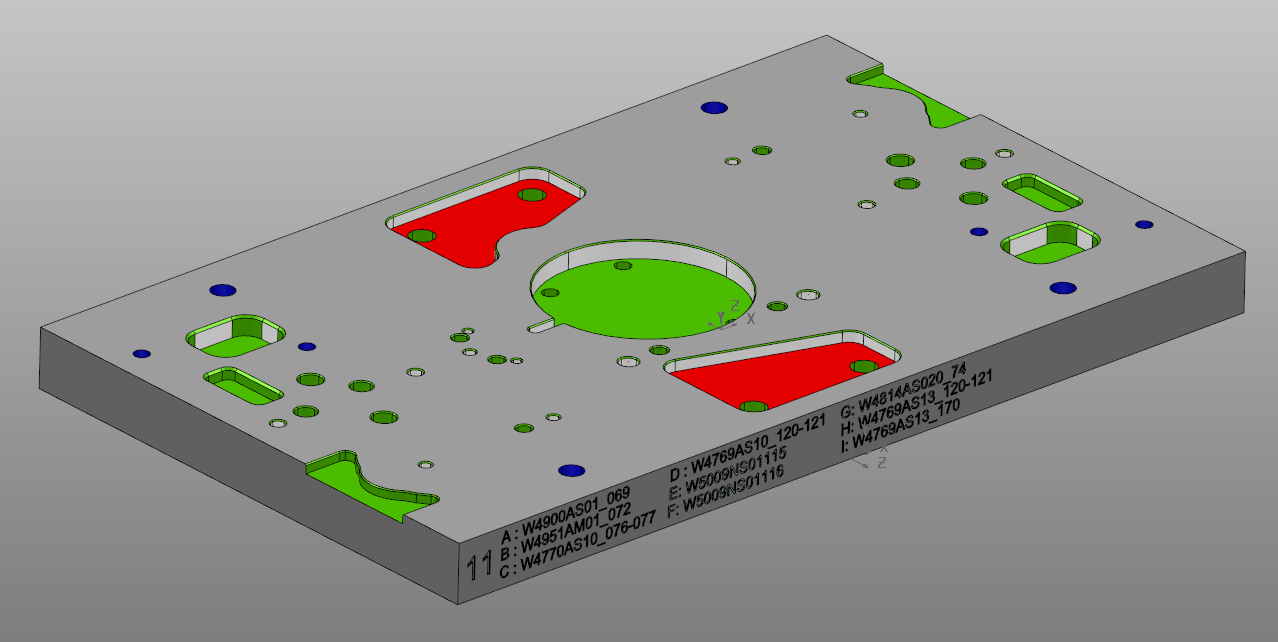 11
A : W4900AS01_069
B : W4951AM01_072
C : W4770AS10_076-077
D : W4769AS10_120-121
E: W5009NS01115
F: W5009NS01116
G: W4814AS020_74
H: W4769AS13_120-121
I: W4769AS13_170
Z
Y X
X
Z